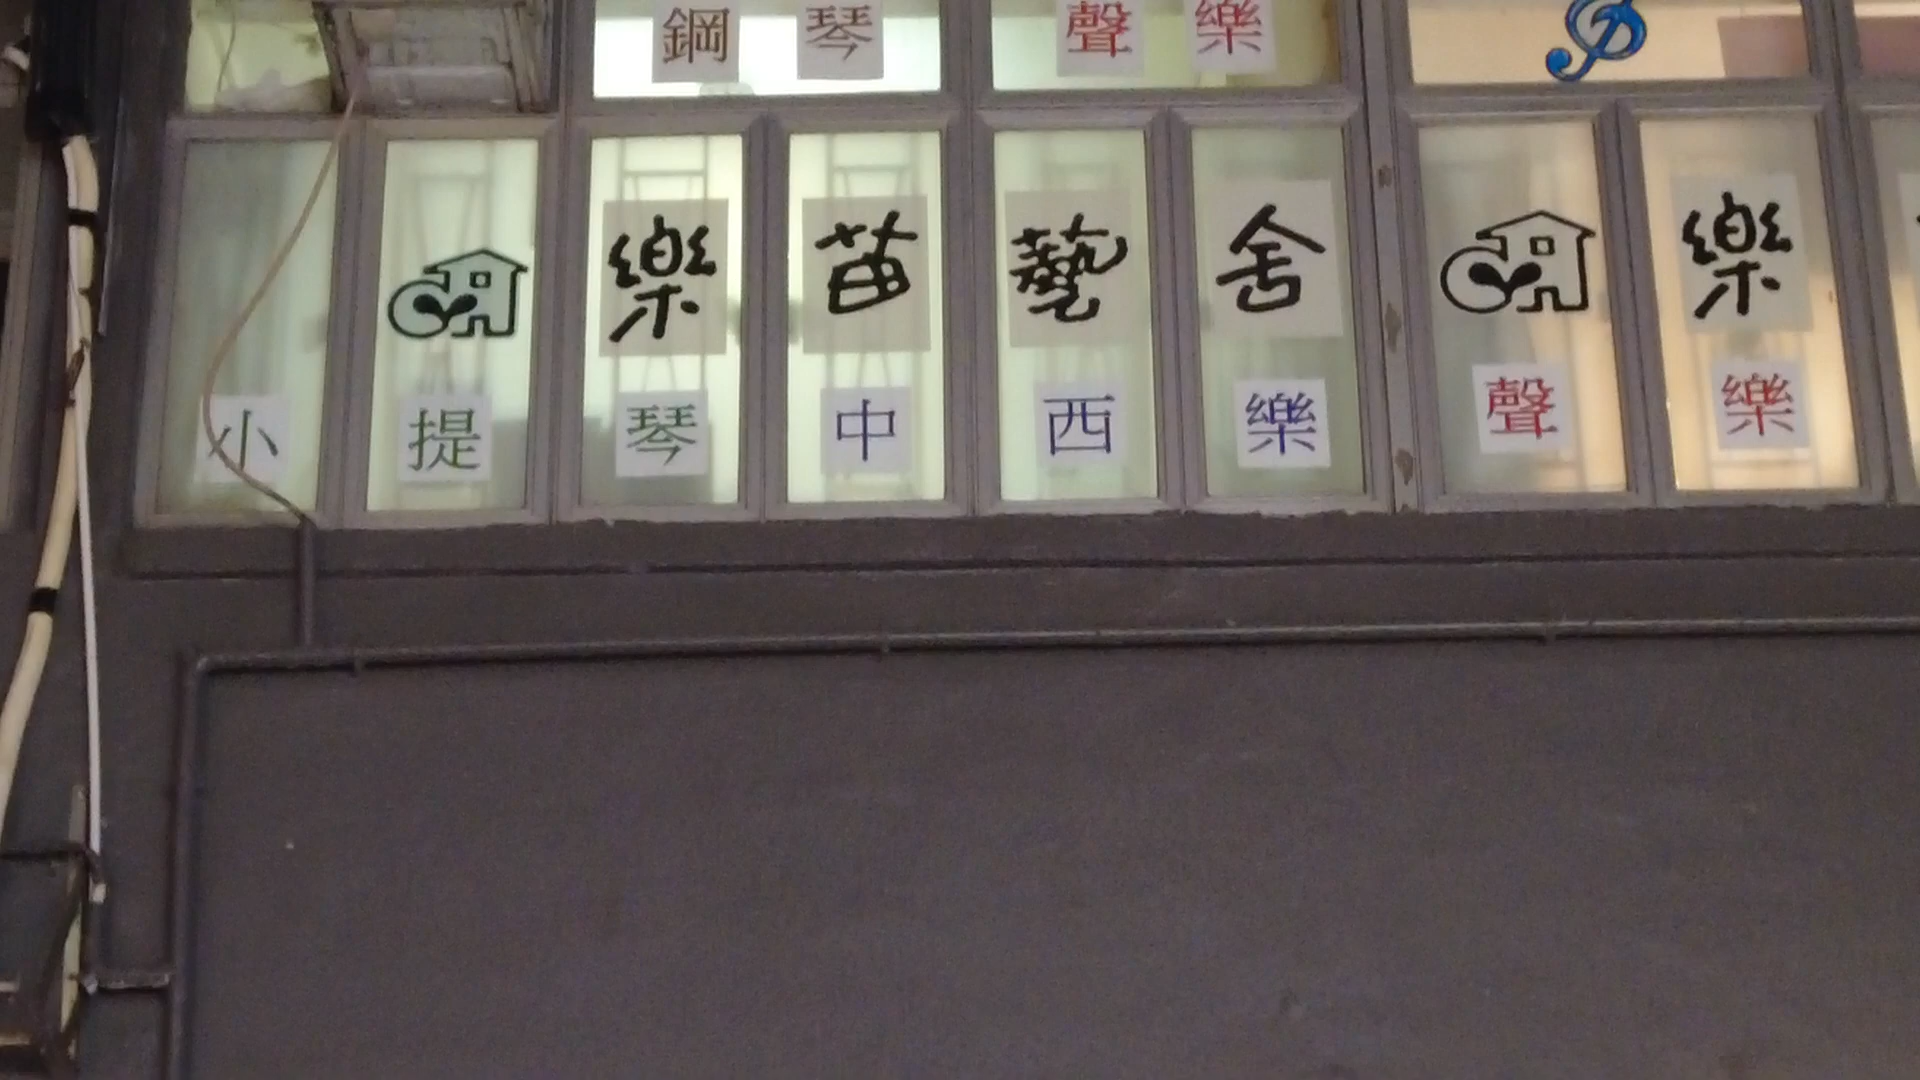 鋼琴 聲樂
樂苗藝舍 樂
小提琴 中西樂 聲樂